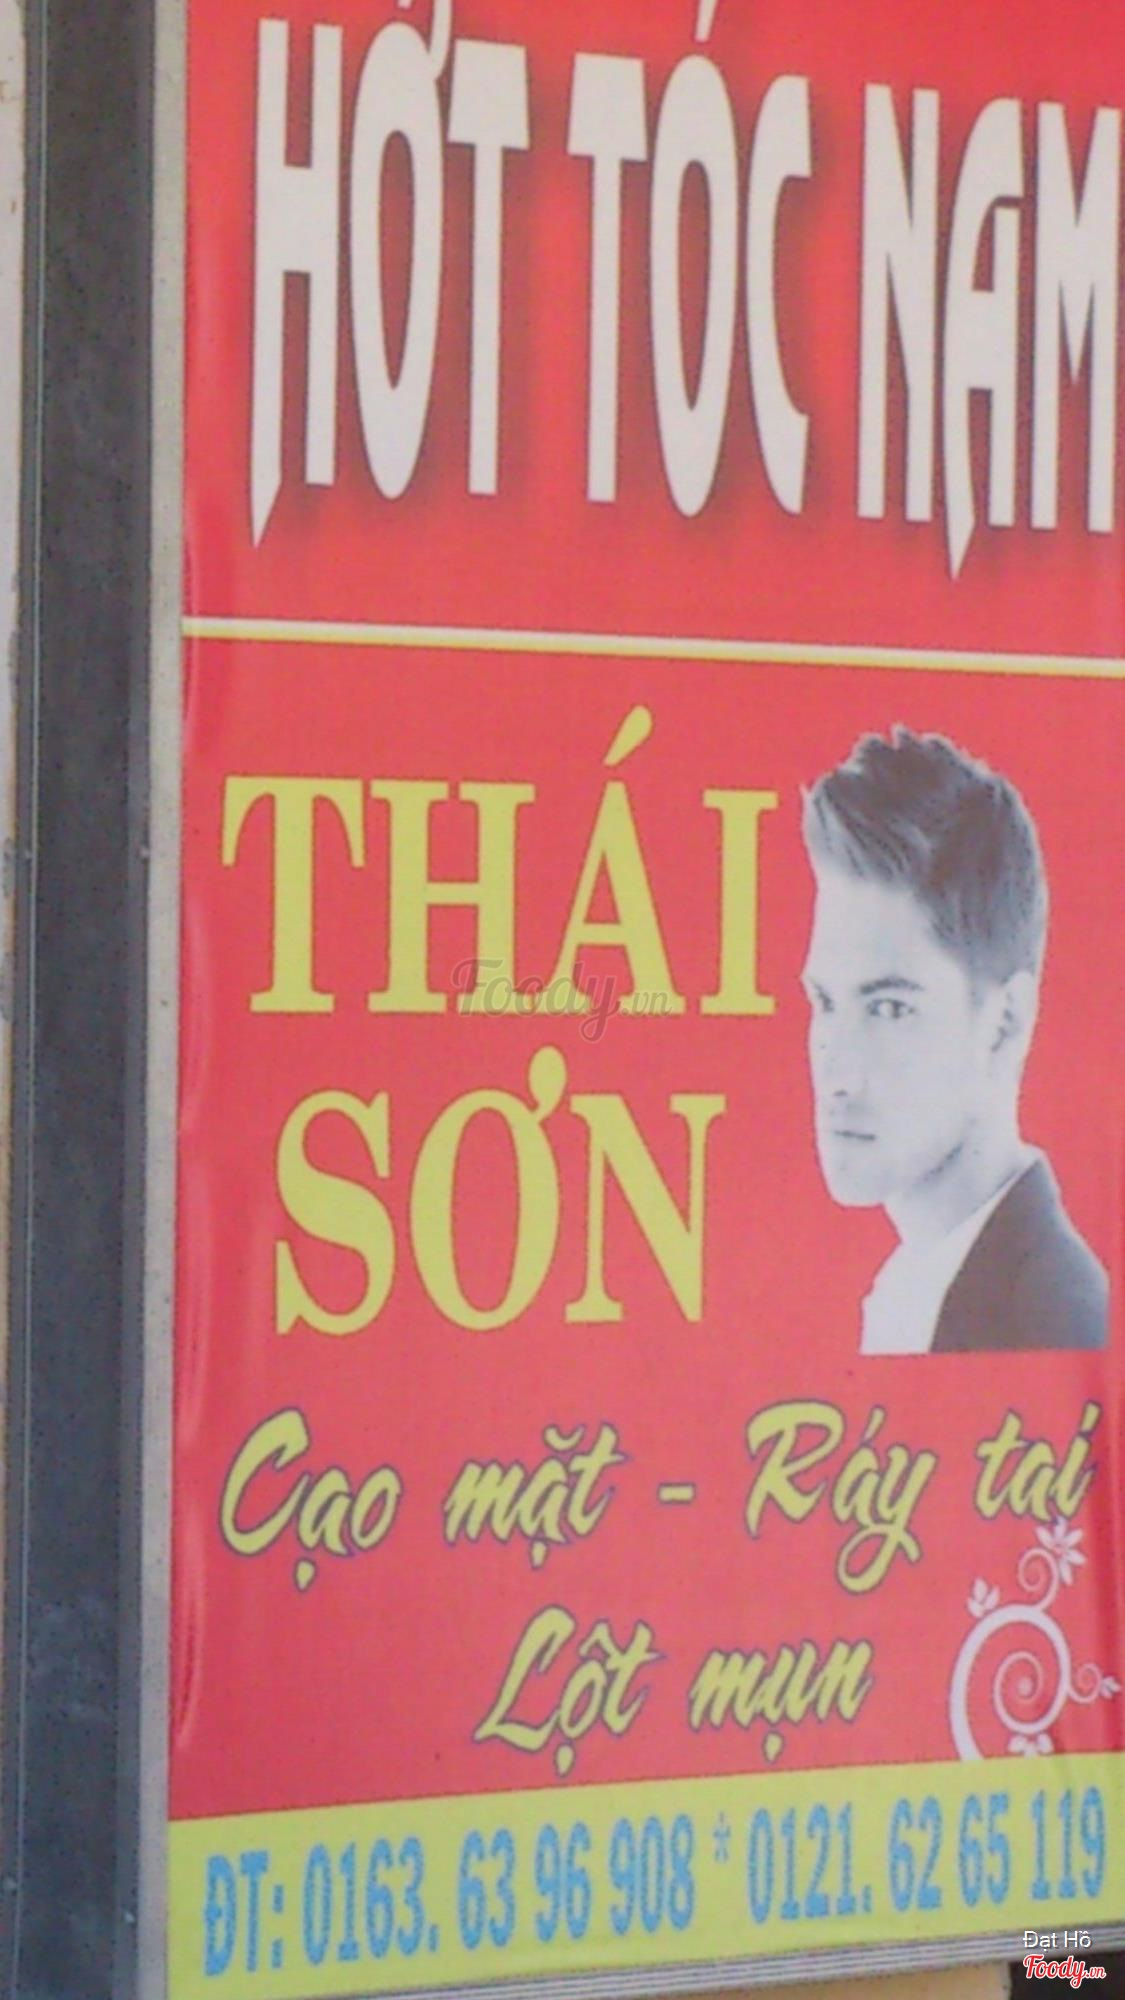 HỚT TÓC NAM
THÁI
SƠN
Cạo mặt - Ráy tai
Lột mụn
ĐT: 0163. 63 96 908 * 0121. 62 65 119
Foody.vn
Đạt Hồ
Foody.vn